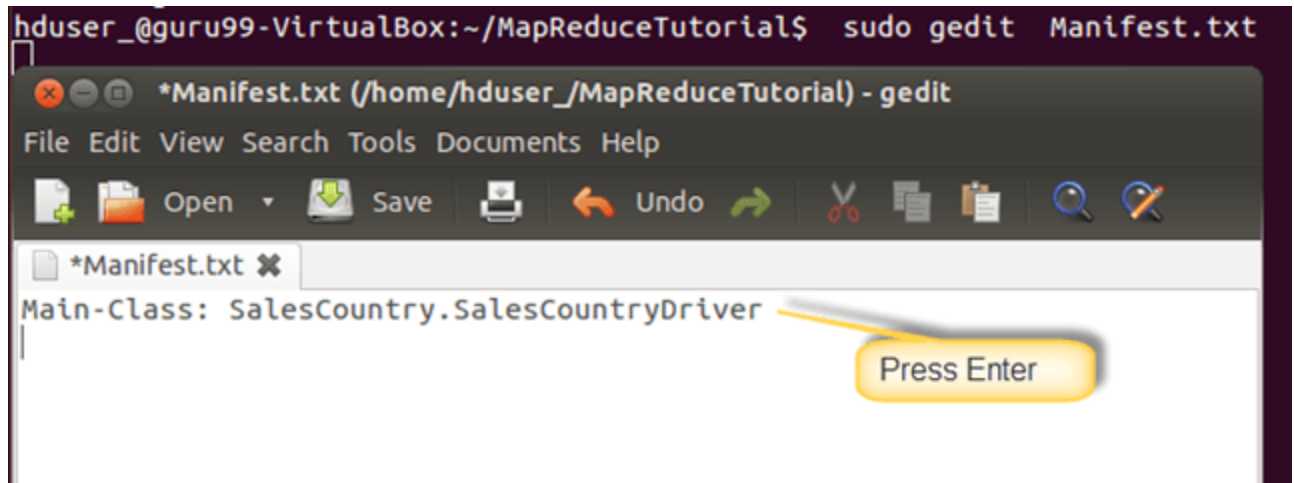 hduser_@guru99-VirtualBox:~/MapReduceTutorial$ sudo gedit Manifest.txt
*Manifest.txt (/home/hduser_/MapReduceTutorial) - gedit
File Edit View Search Tools Documents Help
Open Save Undo
*Manifest.txt
Main-Class: SalesCountry.SalesCountryDriver
Press Enter